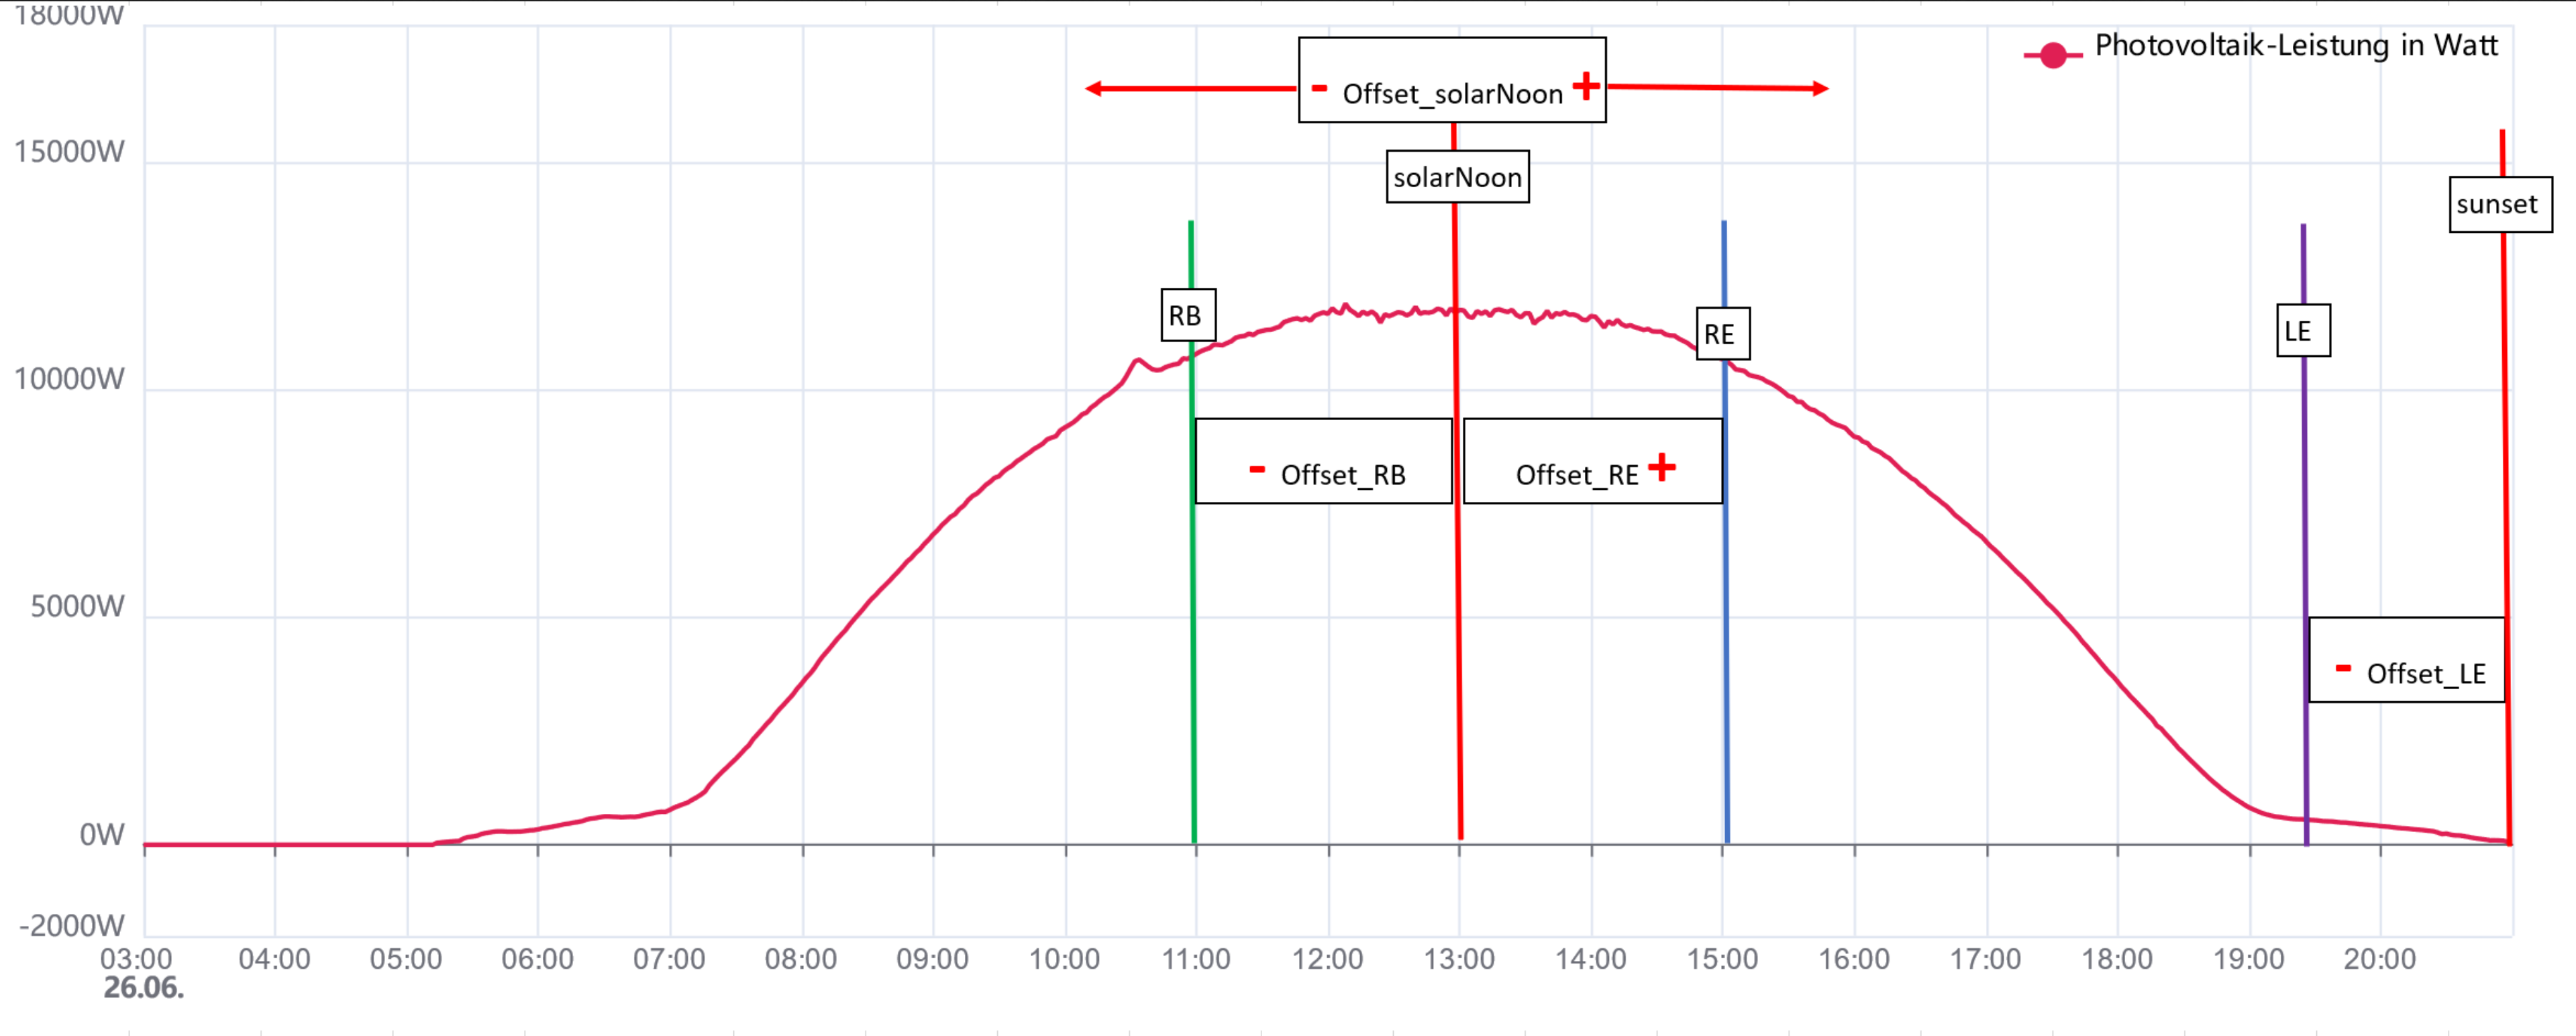 18000W
Photovoltaik-Leistung in Watt
- Offset_solarNoon +
15000W
solarNoon
sunset
RB
RE
LE
10000W
- Offset_RB
Offset_RE +
5000W
- Offset_LE
0W
-2000W
03:00 04:00 05:00 06:00 07:00 08:00 09:00 10:00 11:00 12:00 13:00 14:00 15:00 16:00 17:00 18:00 19:00 20:00
26.06.